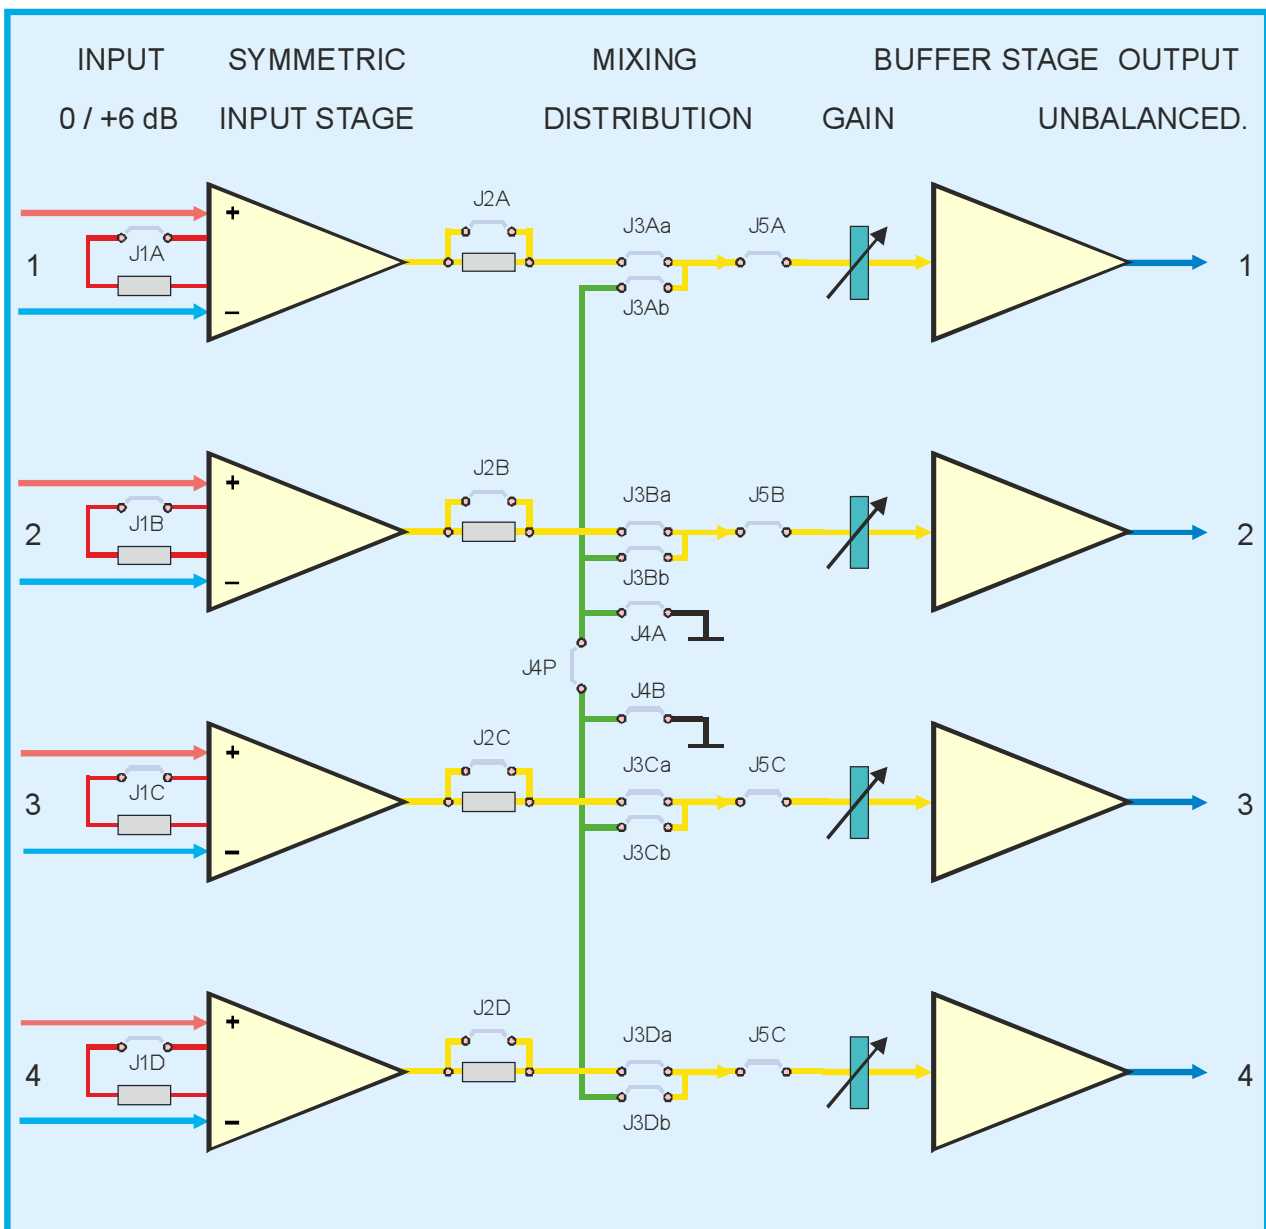 INPUT SYMMETRIC MIXING BUFFER STAGE OUTPUT
0 / +6 dB INPUT STAGE DISTRIBUTION GAIN UNBALANCED.
J2A J3Aa J5A
+
1 J1A 1
J3Ab
–
J2B J3Ba J5B
+
2 J1B 2
J3Bb
–
J4A
J4P
J4B
J2C J3Ca J5C
+
3 J1C 3
J3Cb
–
J2D J3Da J5C
+
4 J1D 4
J3Db
–